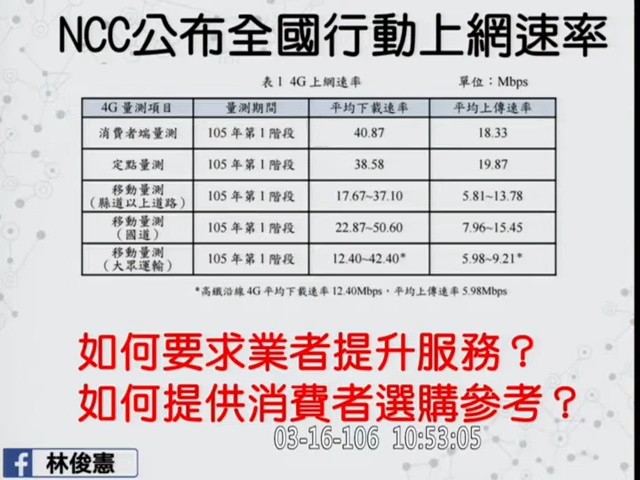 NCC公布全國行動上網速率
表1 4G上網速率 單位：Mbps
4G量測項目 量測期間 平均下載速率 平均上傳速率
消費者端量測 105年第1階段 40.87 18.33
定點量測 105年第1階段 38.58 19.87
移動量測
（縣道以上道路） 105年第1階段 17.67~37.10 5.81~13.78
移動量測
（國道） 105年第1階段 22.87~50.60 7.96~15.45
移動量測
（大眾運輸） 105年第1階段 12.40~42.40* 5.98~9.21*
*高鐵沿線4G平均下載速率12.40Mbps，平均上傳速率5.98Mbps
如何要求業者提升服務？
如何提供消費者選購參考？
03-16-106 10:53:05
f 林俊憲